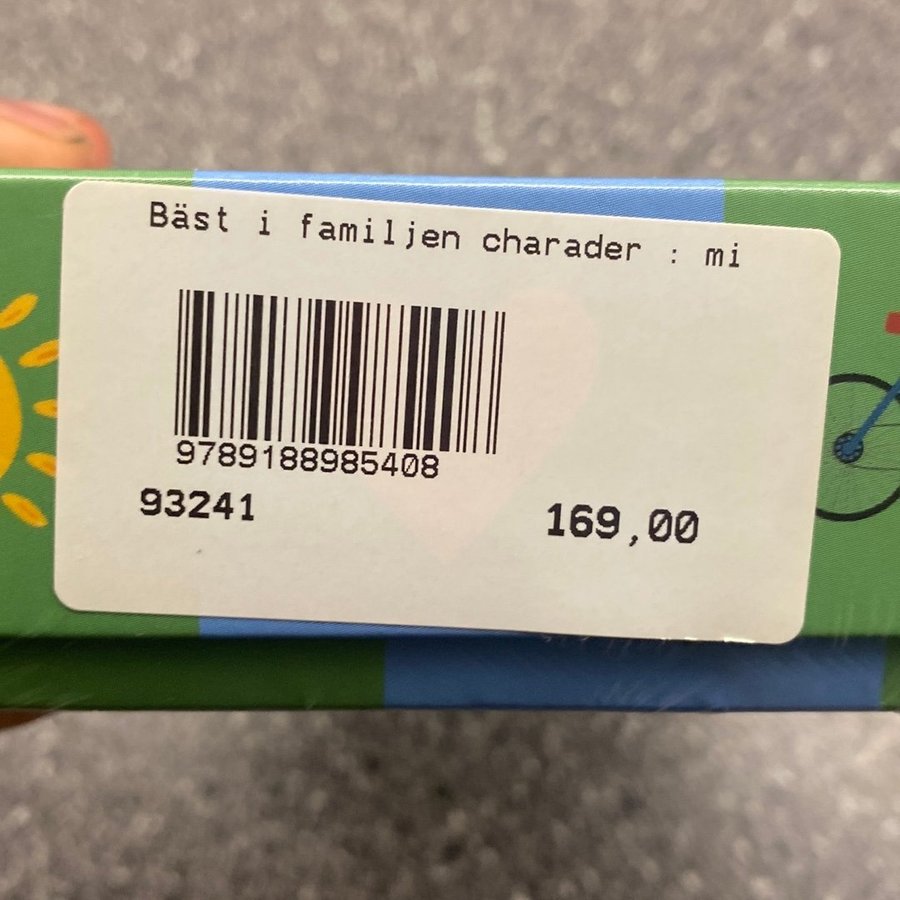 Bäst i familjen charader : mi
9789188985408
93241 169,00